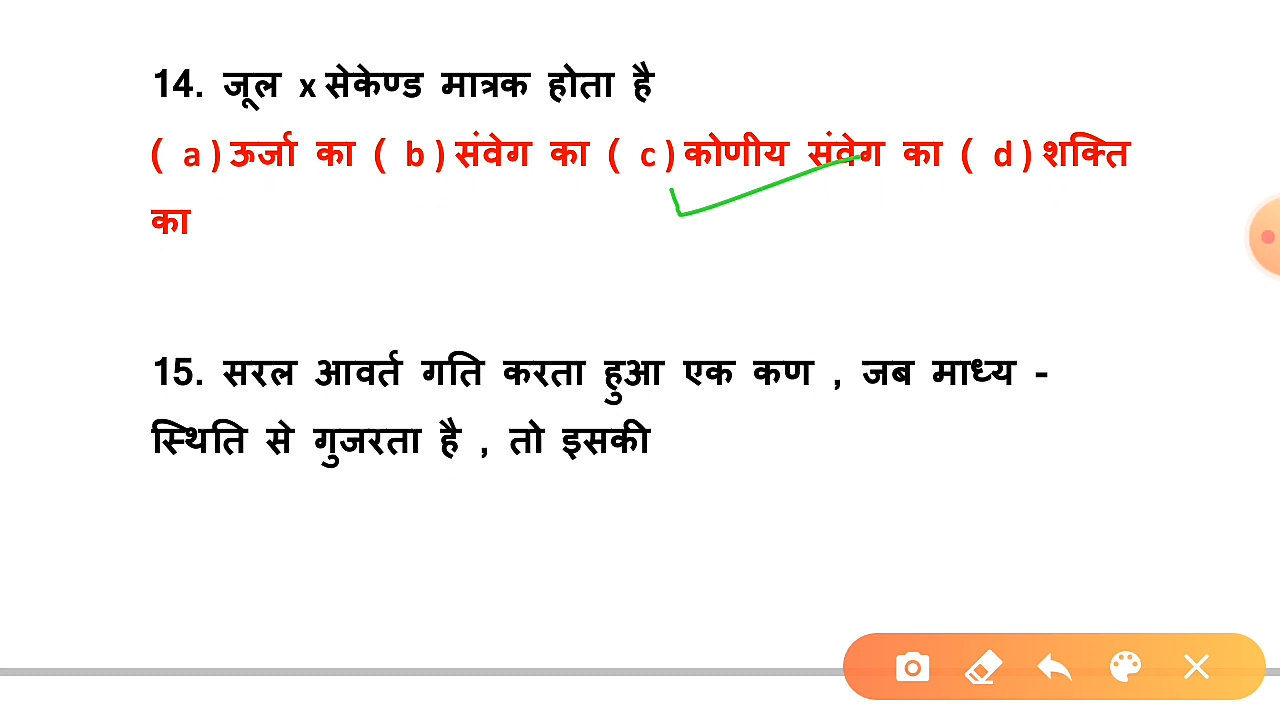 14. जूल x सेकेण्ड मात्रक होता है
( a ) ऊर्जा का ( b ) संवेग का ( c ) कोणीय संवेग का ( d ) शक्ति
का
15. सरल आवर्त गति करता हुआ एक कण , जब माध्य -
स्थिति से गुजरता है , तो इसकी